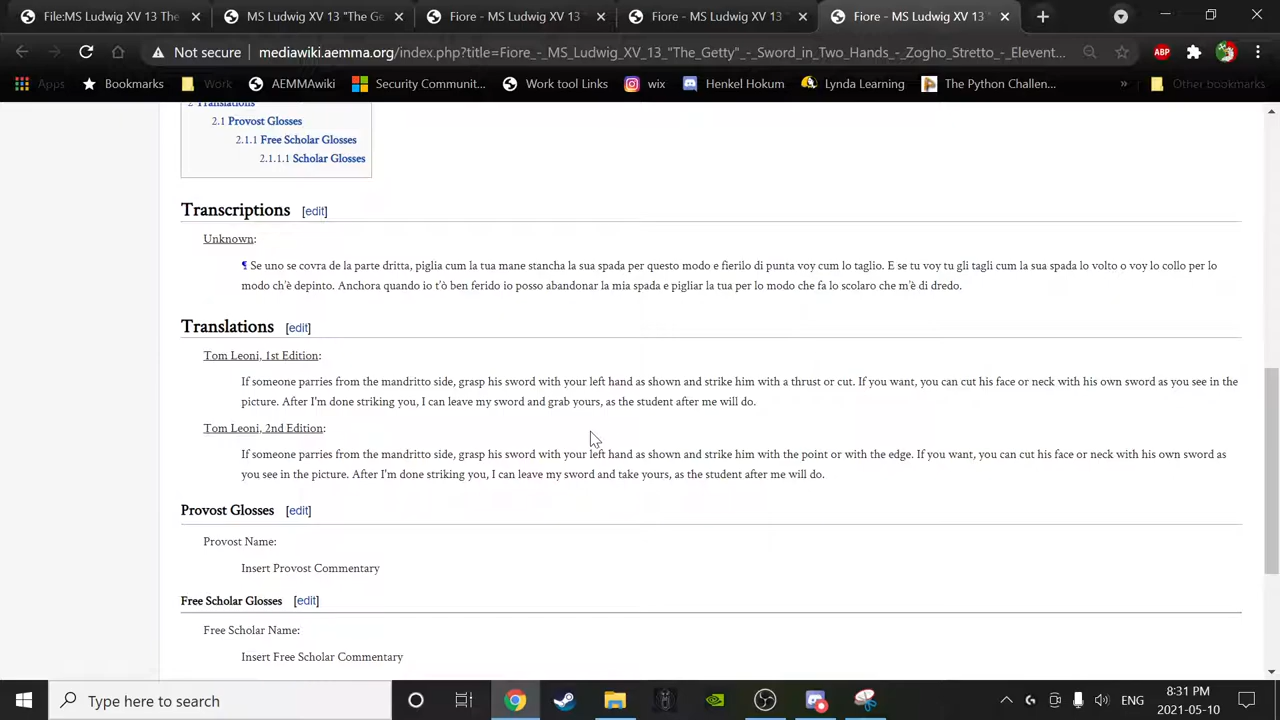 File:MS Ludwig XV 13 The
MS Ludwig XV 13 "The Ge
Fiore - MS Ludwig XV 13
Fiore - MS Ludwig XV 13 "
Fiore - MS Ludwig XV 13 "
Not secure
mediawiki.aemma.org/index.php?title=Fiore_-_MS_Ludwig_XV_13_"The_Getty"_-_Sword_in_Two_Hands_-_Zogho_Stretto_-_Elevent...
ABP
Apps
Bookmarks
Work
AEMMAwiki
Security Communit...
Work tool Links
wix
Henkel Hokum
Lynda Learning
The Python Challen...
»
Other bookmarks
2 Translations
2.1 Provost Glosses
2.1.1 Free Scholar Glosses
2.1.1.1 Scholar Glosses
Transcriptions [edit]
Unknown:
¶ Se uno se covra de la parte dritta, piglia cum la tua mane stancha la sua spada per questo modo e fierilo di punta voy cum lo taglio. E se tu voy tu gli tagli cum la sua spada lo volto o voy lo collo per lo
modo ch'è depinto. Anchora quando io t'ò ben ferido io posso abandonar la mia spada e pigliar la tua per lo modo che fa lo scolaro che m'è di dredo.
Translations [edit]
Tom Leoni, 1st Edition:
If someone parries from the mandritto side, grasp his sword with your left hand as shown and strike him with a thrust or cut. If you want, you can cut his face or neck with his own sword as you see in the
picture. After I'm done striking you, I can leave my sword and grab yours, as the student after me will do.
Tom Leoni, 2nd Edition:
If someone parries from the mandritto side, grasp his sword with your left hand as shown and strike him with the point or with the edge. If you want, you can cut his face or neck with his own sword as
you see in the picture. After I'm done striking you, I can leave my sword and take yours, as the student after me will do.
Provost Glosses [edit]
Provost Name:
Insert Provost Commentary
Free Scholar Glosses [edit]
Free Scholar Name:
Insert Free Scholar Commentary
Type here to search
ENG
8:31 PM
2021-05-10